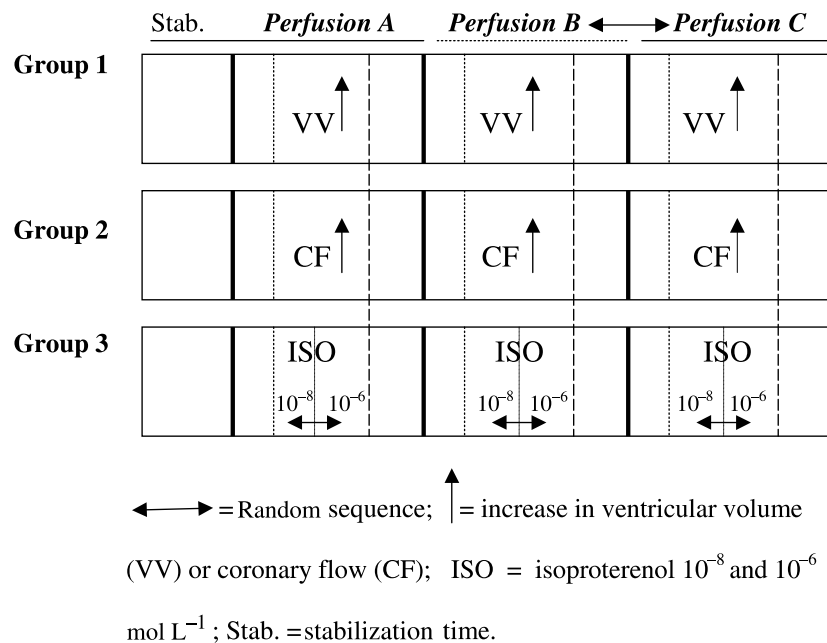 Stab. Perfusion A Perfusion B Perfusion C
Group 1
VV VV VV
Group 2
CF CF CF
Group 3
ISO ISO ISO
10⁻⁸ 10⁻⁶ 10⁻⁸ 10⁻⁶ 10⁻⁸ 10⁻⁶
= Random sequence; = increase in ventricular volume
(VV) or coronary flow (CF); ISO = isoproterenol 10⁻⁸ and 10⁻⁶
mol L⁻¹ ; Stab. = stabilization time.